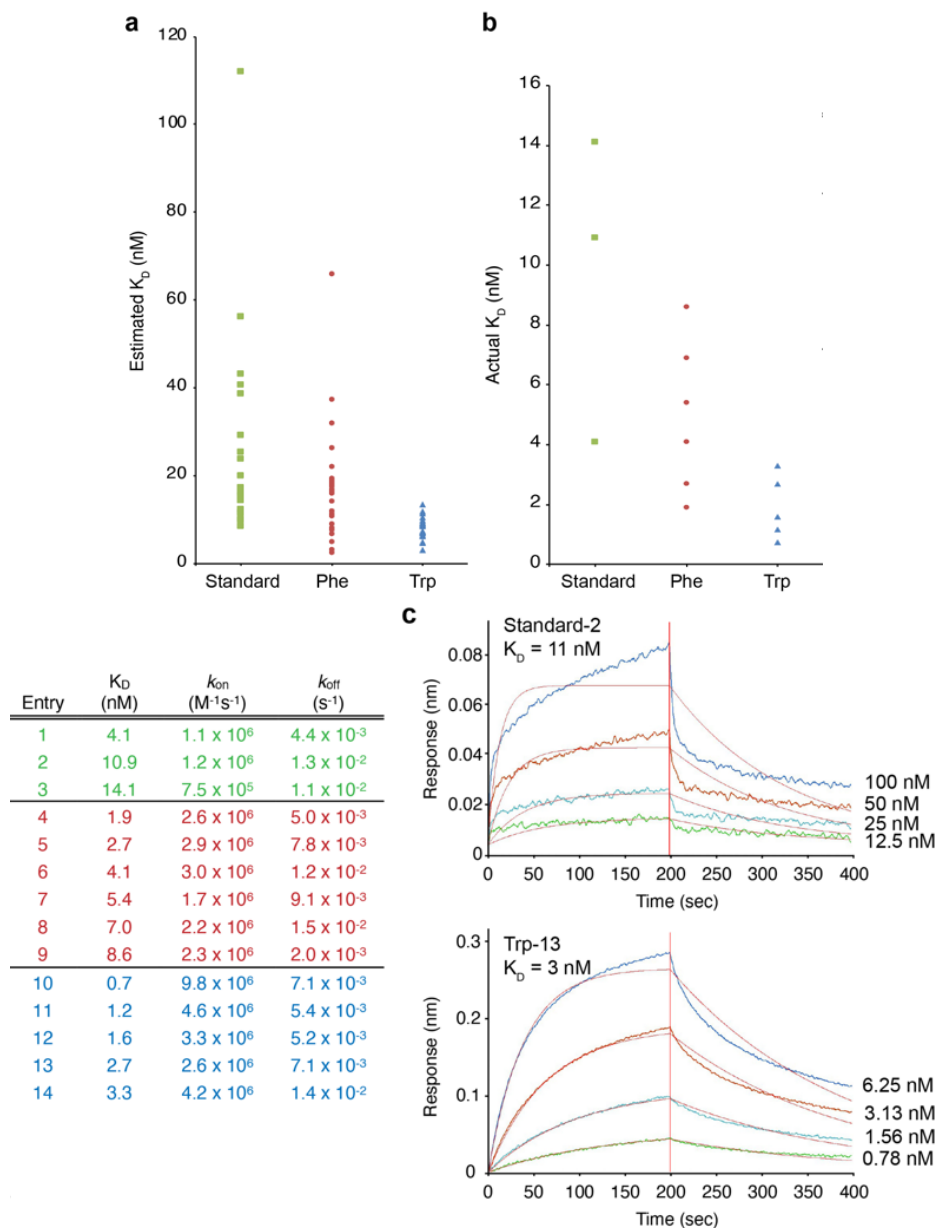 a
Estimated K_D (nM)
120
100
80
60
40
20
0
Standard Phe Trp
b
Actual K_D (nM)
16
14
12
10
8
6
4
2
0
Standard Phe Trp
Entry K_D (nM) k_on (M⁻¹s⁻¹) k_off (s⁻¹)
1 4.1 1.1 x 10⁶ 4.4 x 10⁻³
2 10.9 1.2 x 10⁶ 1.3 x 10⁻²
3 14.1 7.5 x 10⁵ 1.1 x 10⁻²
4 1.9 2.6 x 10⁶ 5.0 x 10⁻³
5 2.7 2.9 x 10⁶ 7.8 x 10⁻³
6 4.1 3.0 x 10⁶ 1.2 x 10⁻²
7 5.4 1.7 x 10⁶ 9.1 x 10⁻³
8 7.0 2.2 x 10⁶ 1.5 x 10⁻²
9 8.6 2.3 x 10⁶ 2.0 x 10⁻³
10 0.7 9.8 x 10⁶ 7.1 x 10⁻³
11 1.2 4.6 x 10⁶ 5.4 x 10⁻³
12 1.6 3.3 x 10⁶ 5.2 x 10⁻³
13 2.7 2.6 x 10⁶ 7.1 x 10⁻³
14 3.3 4.2 x 10⁶ 1.4 x 10⁻²
c
Standard-2
K_D = 11 nM
Response (nm)
0.08
0.06
0.04
0.02
0
100 nM
50 nM
25 nM
12.5 nM
0 50 100 150 200 250 300 350 400
Time (sec)
Trp-13
K_D = 3 nM
Response (nm)
0.3
0.2
0.1
0
6.25 nM
3.13 nM
1.56 nM
0.78 nM
0 50 100 150 200 250 300 350 400
Time (sec)